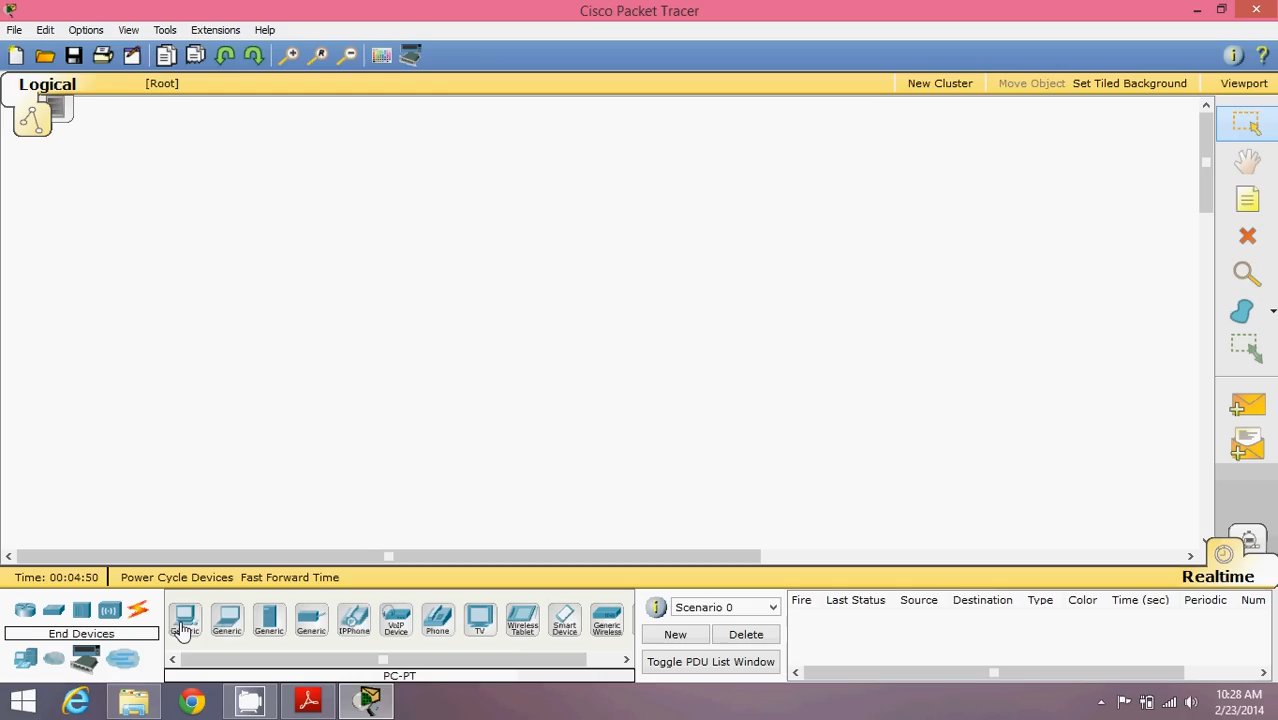 Cisco Packet Tracer
File Edit Options View Tools Extensions Help
Logical [Root] New Cluster Move Object Set Tiled Background Viewport
Time: 00:04:50 Power Cycle Devices Fast Forward Time Realtime
End Devices
Generic Generic Generic Generic IPPhone VoIP Device Phone TV Wireless Tablet Smart Device Generic Wireless
PC-PT
Scenario 0
New Delete
Toggle PDU List Window
Fire Last Status Source Destination Type Color Time (sec) Periodic Num
10:28 AM
2/23/2014